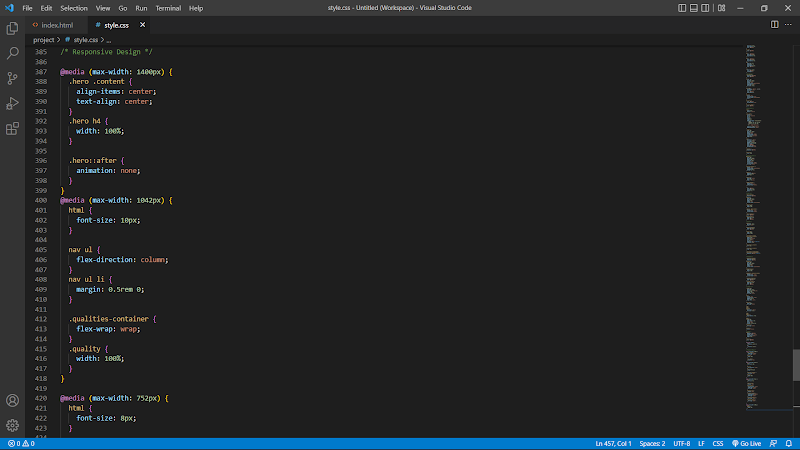 File Edit Selection View Go Run Terminal Help
style.css - Untitled (Workspace) - Visual Studio Code
index.html
style.css
project > style.css > ...
385 /* Responsive Design */
386
387 @media (max-width: 1400px) {
388 .hero .content {
389 align-items: center;
390 text-align: center;
391 }
392 .hero h4 {
393 width: 100%;
394 }
395
396 .hero::after {
397 animation: none;
398 }
399 }
400 @media (max-width: 1042px) {
401 html {
402 font-size: 10px;
403 }
404
405 nav ul {
406 flex-direction: column;
407 }
408 nav ul li {
409 margin: 0.5rem 0;
410 }
411
412 .qualities-container {
413 flex-wrap: wrap;
414 }
415 .quality {
416 width: 100%;
417 }
418 }
419
420 @media (max-width: 752px) {
421 html {
422 font-size: 8px;
423 }
0 0
Ln 457, Col 1 Spaces: 2 UTF-8 LF CSS Go Live